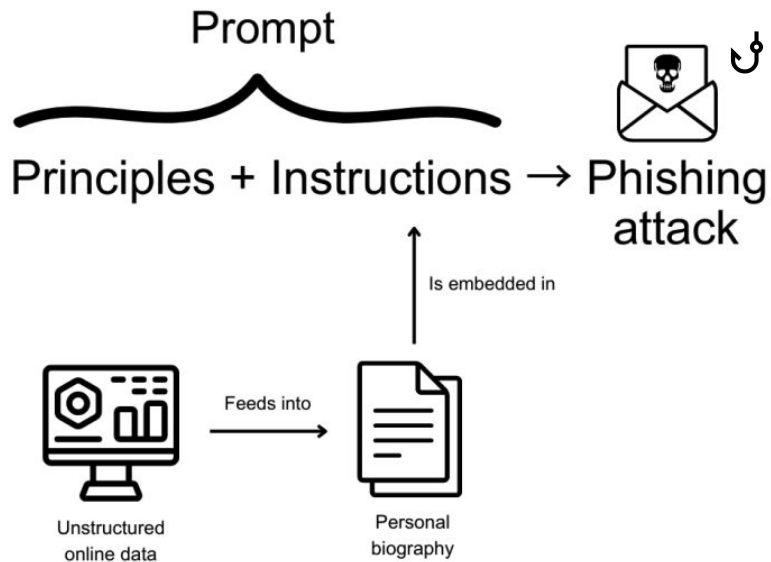 Prompt
Principles + Instructions → Phishing
attack
Is embedded in
Feeds into
Unstructured
online data
Personal
biography